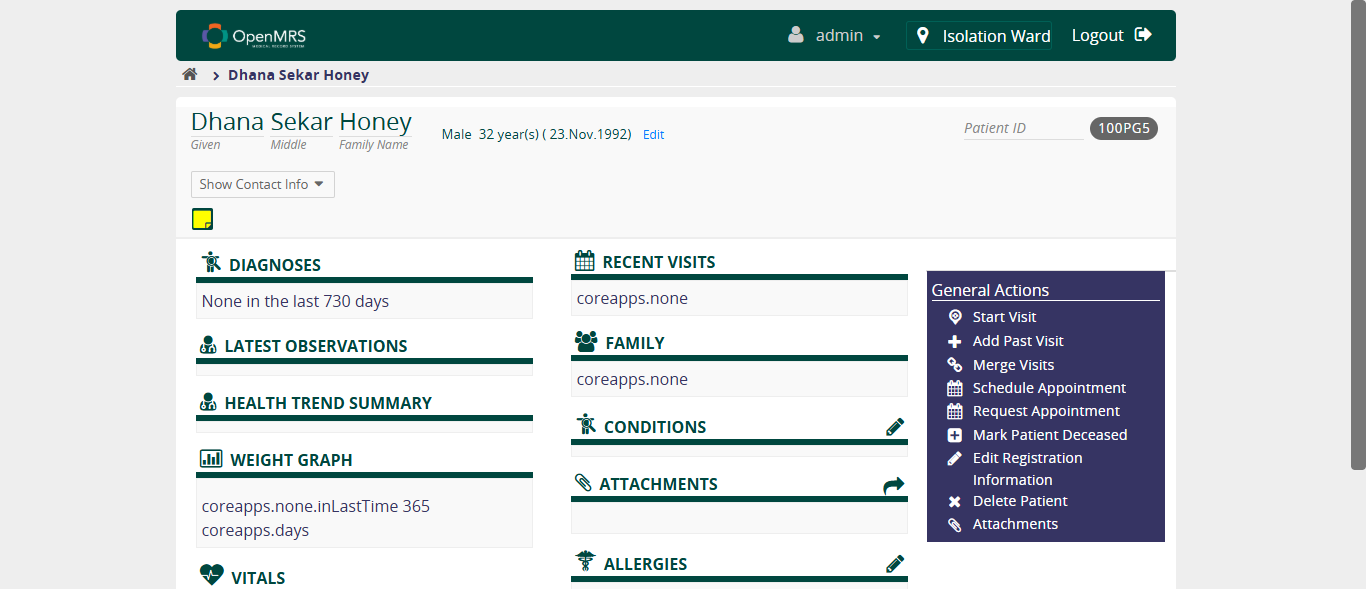 OpenMRS
MEDICAL RECORD SYSTEM
admin
Isolation Ward
Logout
Dhana Sekar Honey
Dhana Sekar Honey
Given Middle Family Name
Male 32 year(s) ( 23.Nov.1992) Edit
Patient ID 100PG5
Show Contact Info
DIAGNOSES
None in the last 730 days
LATEST OBSERVATIONS
HEALTH TREND SUMMARY
WEIGHT GRAPH
coreapps.none.inLastTime 365
coreapps.days
VITALS
RECENT VISITS
coreapps.none
FAMILY
coreapps.none
CONDITIONS
ATTACHMENTS
ALLERGIES
General Actions
Start Visit
Add Past Visit
Merge Visits
Schedule Appointment
Request Appointment
Mark Patient Deceased
Edit Registration
Information
Delete Patient
Attachments